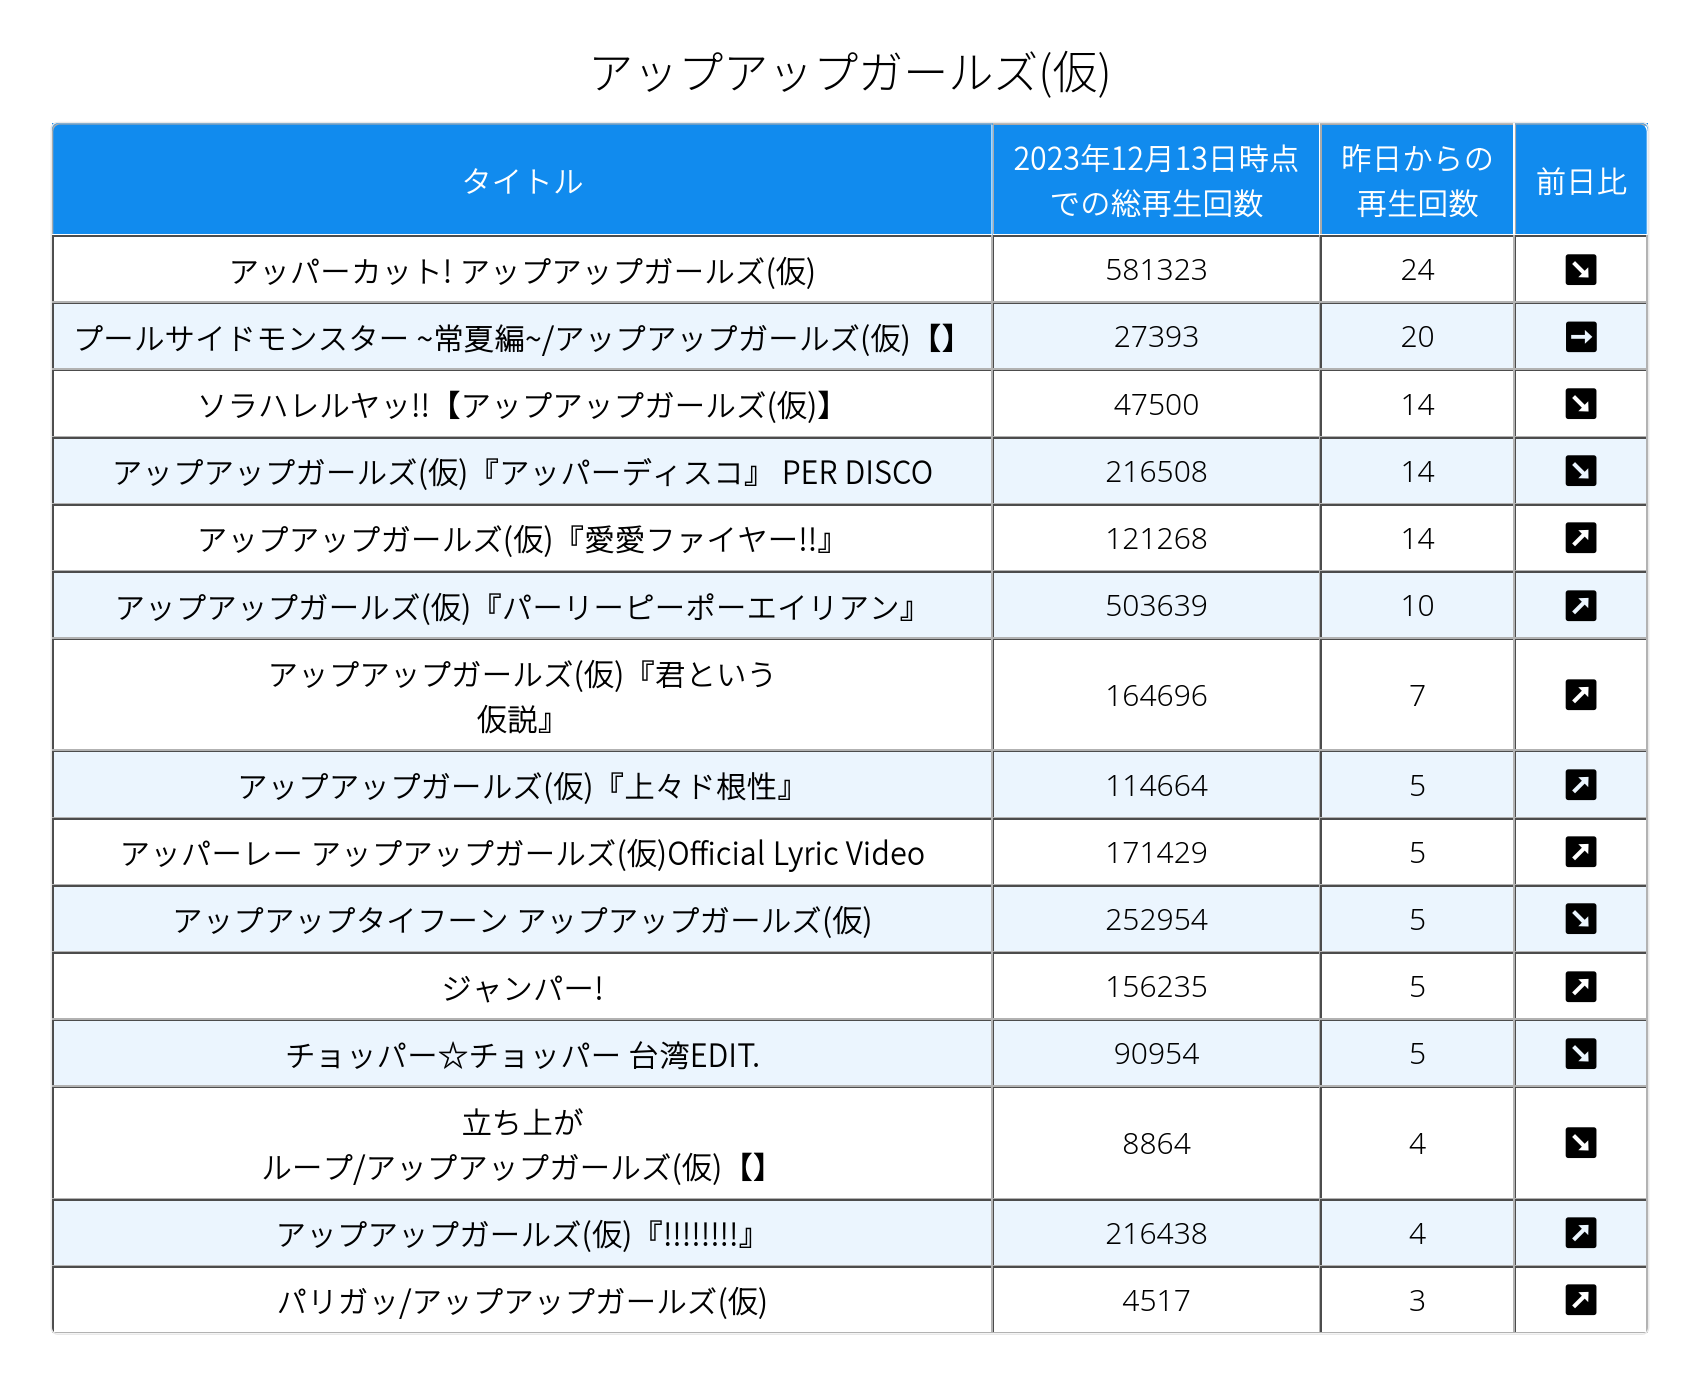 アップアップガールズ(仮)
タイトル
2023年12月13日時点
での総再生回数
昨日からの
再生回数
前日比
アッパーカット! アップアップガールズ(仮) 581323 24
プールサイドモンスター ~常夏編~/アップアップガールズ(仮)【】 27393 20
ソラハレルヤッ!!【アップアップガールズ(仮)】 47500 14
アップアップガールズ(仮)『アッパーディスコ』 PER DISCO 216508 14
アップアップガールズ(仮)『愛愛ファイヤー!!』 121268 14
アップアップガールズ(仮)『パーリーピーポーエイリアン』 503639 10
アップアップガールズ(仮)『君という
仮説』 164696 7
アップアップガールズ(仮)『上々ド根性』 114664 5
アッパーレー アップアップガールズ(仮)Official Lyric Video 171429 5
アップアップタイフーン アップアップガールズ(仮) 252954 5
ジャンパー! 156235 5
チョッパー☆チョッパー 台湾EDIT. 90954 5
立ち上が
ループ/アップアップガールズ(仮)【】 8864 4
アップアップガールズ(仮)『!!!!!!!!』 216438 4
パリガッ/アップアップガールズ(仮) 4517 3